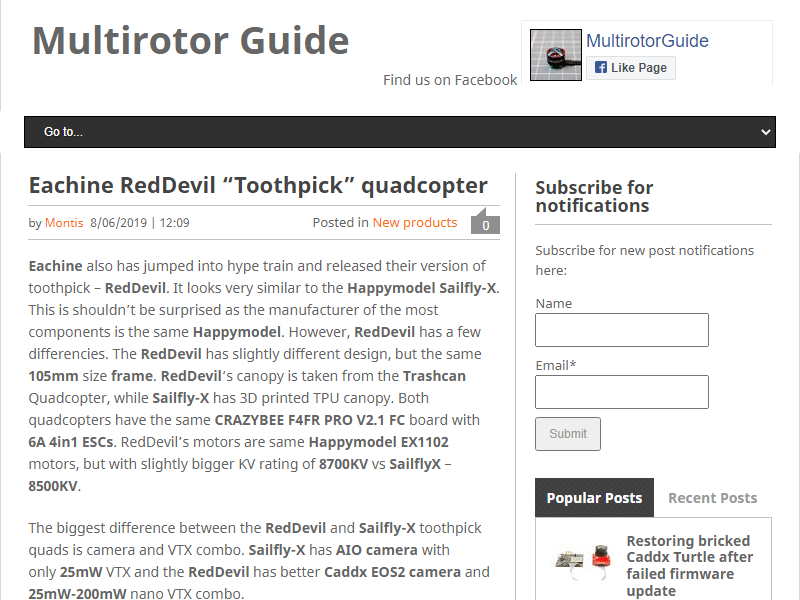 Multirotor Guide
Find us on Facebook
MultirotorGuide
Like Page
Go to...
Eachine RedDevil “Toothpick” quadcopter
by Montis 8/06/2019 | 12:09
Posted in New products
0
Eachine also has jumped into hype train and released their version of
toothpick – RedDevil. It looks very similar to the Happymodel Sailfly-X.
This is shouldn’t be surprised as the manufacturer of the most
components is the same Happymodel. However, RedDevil has a few
differencies. The RedDevil has slightly different design, but the same
105mm size frame. RedDevil‘s canopy is taken from the Trashcan
Quadcopter, while Sailfly-X has 3D printed TPU canopy. Both
quadcopters have the same CRAZYBEE F4FR PRO V2.1 FC board with
6A 4in1 ESCs. RedDevil’s motors are same Happymodel EX1102
motors, but with slightly bigger KV rating of 8700KV vs SailflyX –
8500KV.
The biggest difference between the RedDevil and Sailfly-X toothpick
quads is camera and VTX combo. Sailfly-X has AIO camera with
only 25mW VTX and the RedDevil has better Caddx EOS2 camera and
25mW-200mW nano VTX combo.
Subscribe for
notifications
Subscribe for new post notifications
here:
Name
Email*
Submit
Popular Posts
Recent Posts
Restoring bricked
Caddx Turtle after
failed firmware
update